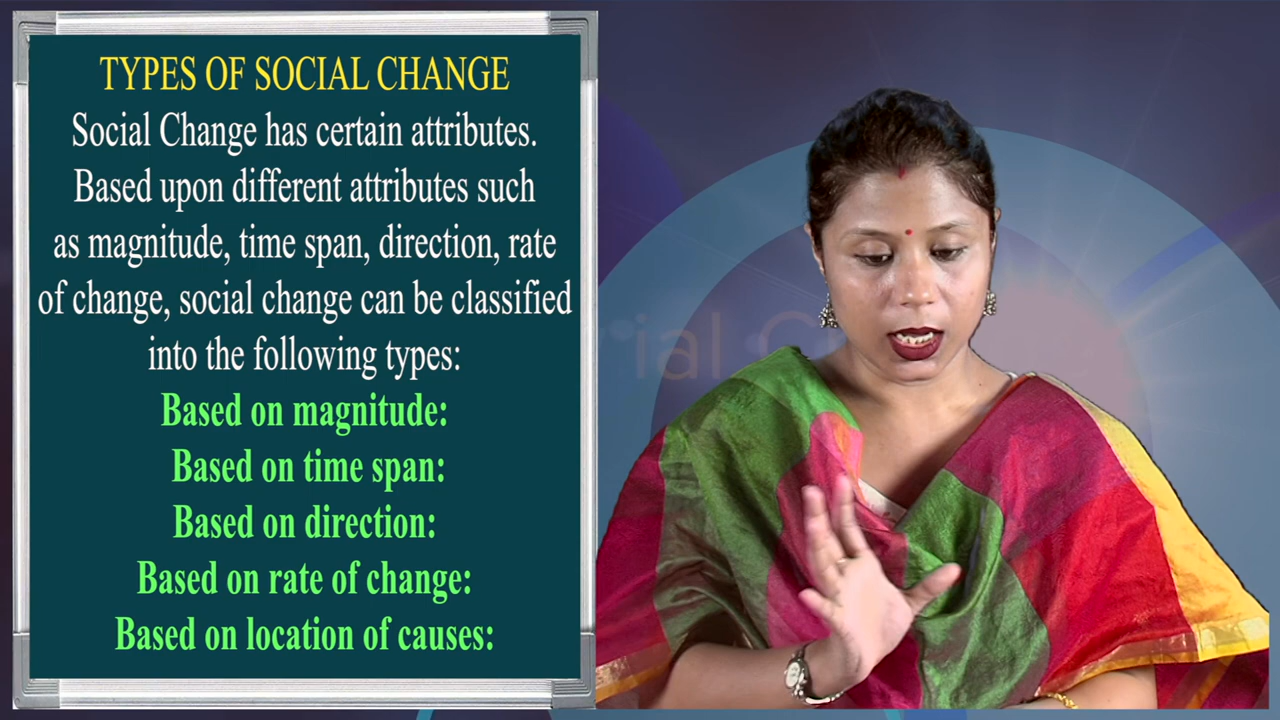 TYPES OF SOCIAL CHANGE
Social Change has certain attributes.
Based upon different attributes such
as magnitude, time span, direction, rate
of change, social change can be classified
into the following types:
Based on magnitude:
Based on time span:
Based on direction:
Based on rate of change:
Based on location of causes: